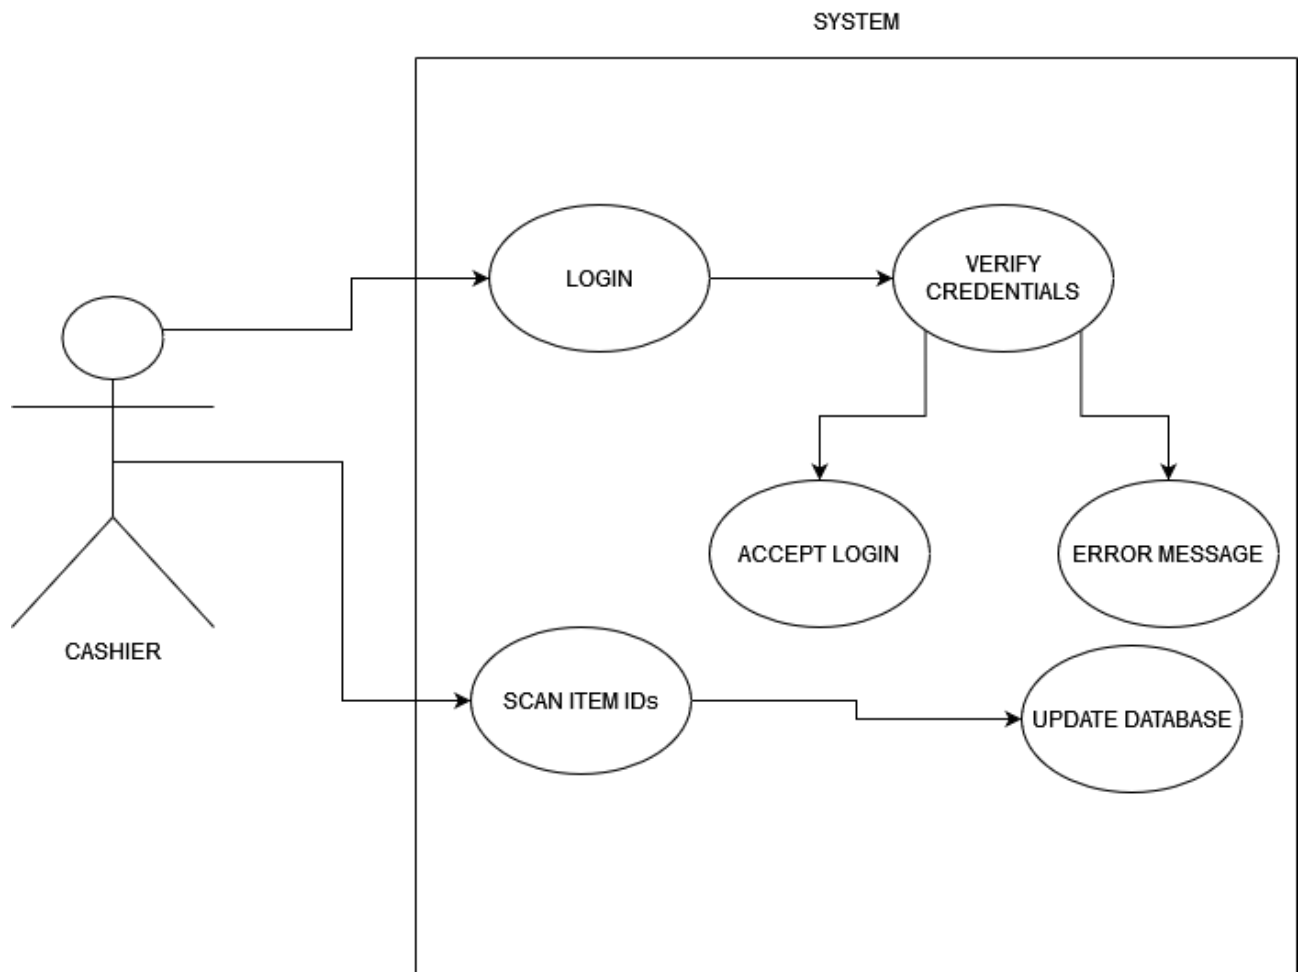 SYSTEM
LOGIN
VERIFY
CREDENTIALS
ACCEPT LOGIN
ERROR MESSAGE
CASHIER
SCAN ITEM IDs
UPDATE DATABASE